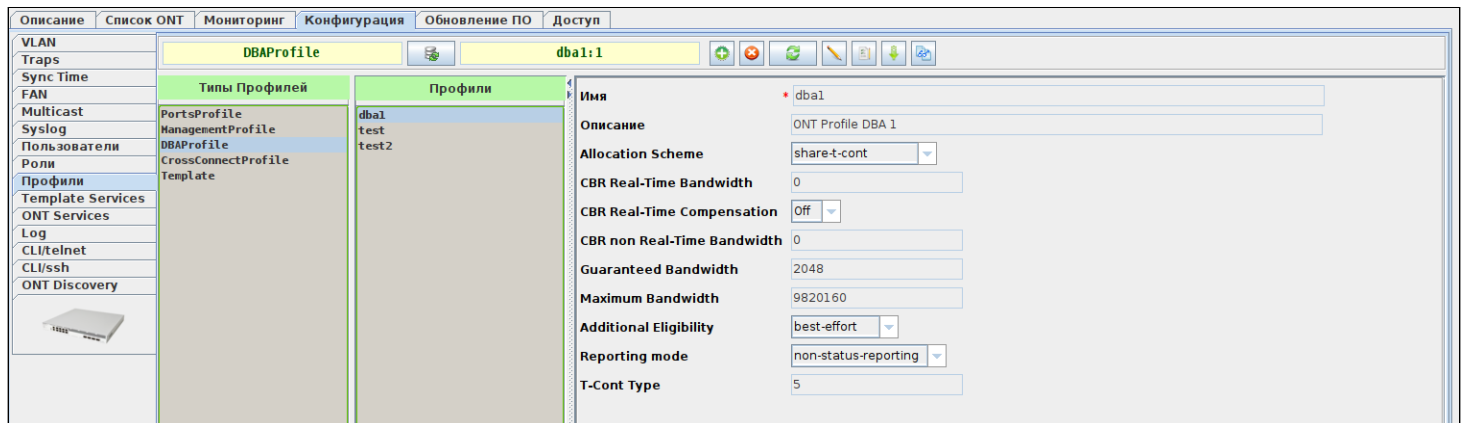 Описание Список ONT Мониторинг Конфигурация Обновление ПО Доступ
VLAN
Traps
Sync Time
FAN
Multicast
Syslog
Пользователи
Роли
Профили
Template Services
ONT Services
Log
CLI/telnet
CLI/ssh
ONT Discovery
DBAProfile dba1:1
Типы Профилей
PortsProfile
ManagementProfile
DBAProfile
CrossConnectProfile
Template
Профили
dba1
test
test2
Имя * dba1
Описание ONT Profile DBA 1
Allocation Scheme share-t-cont
CBR Real-Time Bandwidth 0
CBR Real-Time Compensation Off
CBR non Real-Time Bandwidth 0
Guaranteed Bandwidth 2048
Maximum Bandwidth 9820160
Additional Eligibility best-effort
Reporting mode non-status-reporting
T-Cont Type 5